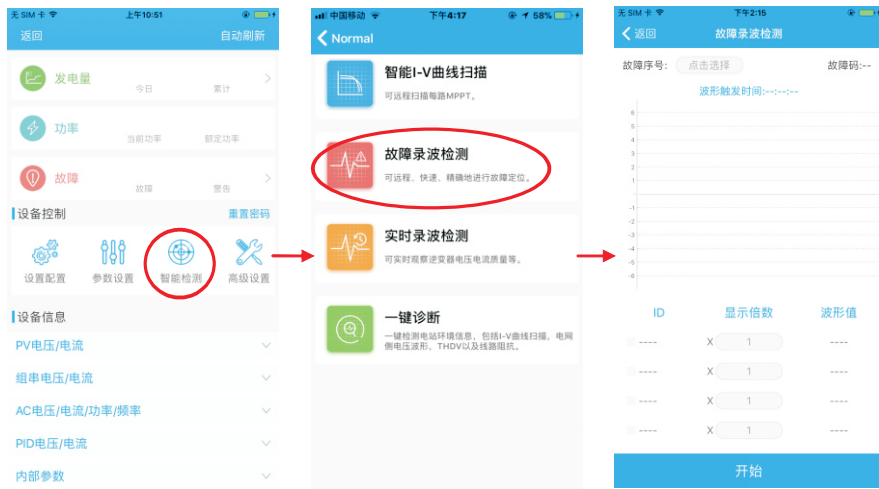 无 SIM 卡 上午10:51
返回 自动刷新
发电量
今日 累计
功率
当前功率 额定功率
故障
故障 警告
设备控制 重置密码
设置配置 参数设置 智能检测 高级设置
设备信息
PV电压/电流
组串电压/电流
AC电压/电流/功率/频率
PID电压/电流
内部参数
中国移动 下午4:17 58%
Normal
智能I-V曲线扫描
可远程扫描每路MPPT。
故障录波检测
可远程、快速、精确地进行故障定位。
实时录波检测
可实时观察逆变器电压电流质量等。
一键诊断
一键检测电站环境信息，包括I-V曲线扫描，电网
侧电压波形，THDV以及线路阻抗。
无 SIM 卡 下午2:15
返回 故障录波检测
故障序号: 点击选择 故障码:--
波形触发时间:--:--:--
6
5
4
3
2
1
-1
-2
-3
-4
-5
-6
ID 显示倍数 波形值
---- X 1 ----
---- X 1 ----
---- X 1 ----
---- X 1 ----
开始